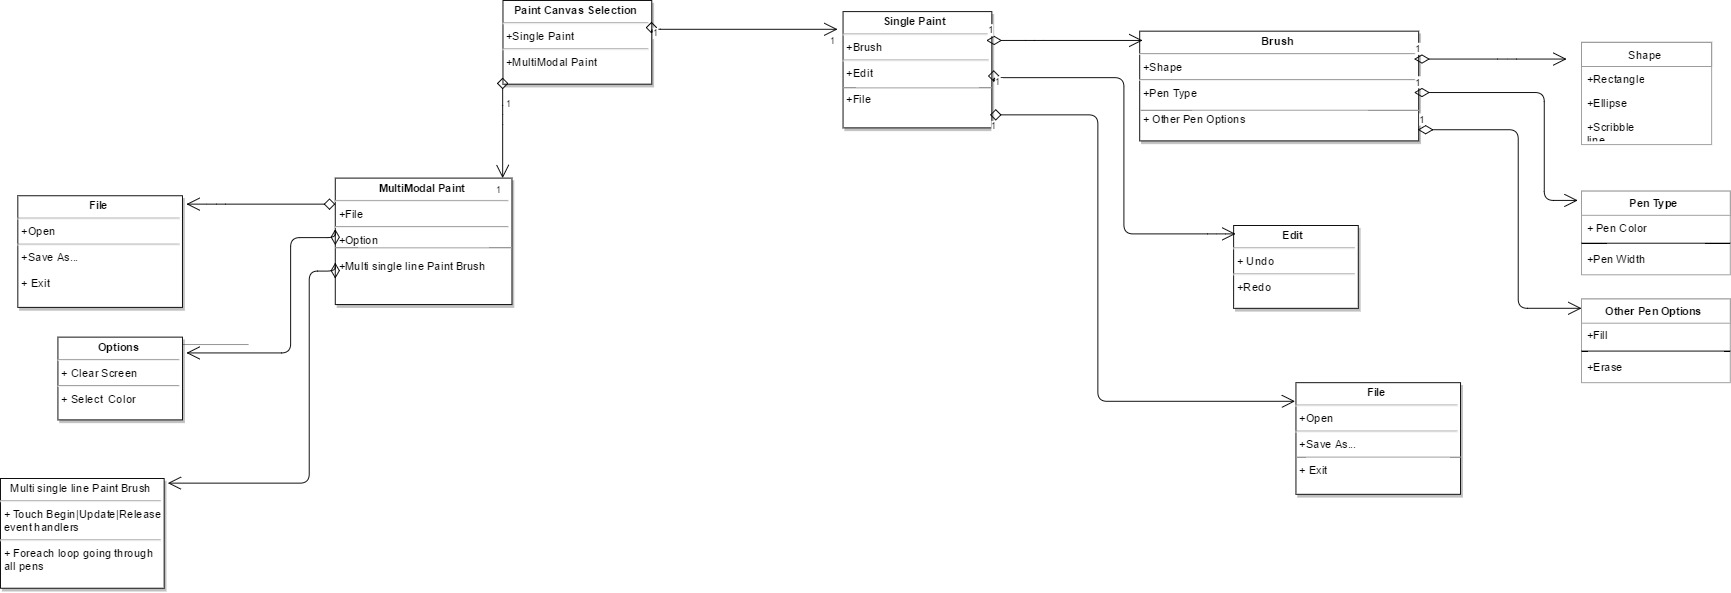 Paint Canvas Selection
+Single Paint
+MultiModal Paint
1
1
1
Single Paint
+Brush
+Edit
+File
1
1
1
Brush
+Shape
+Pen Type
+ Other Pen Options
1
1
1
Shape
+Rectangle
+Ellipse
+Scribble
line
Pen Type
+ Pen Color
+Pen Width
Other Pen Options
+Fill
+Erase
Edit
+ Undo
+Redo
File
+Open
+Save As...
+ Exit
MultiModal Paint
1
+File
+Option
+Multi single line Paint Brush
File
+Open
+Save As...
+ Exit
Options
+ Clear Screen
+ Select Color
Multi single line Paint Brush
+ Touch Begin|Update|Release
event handlers
+ Foreach loop going through
all pens